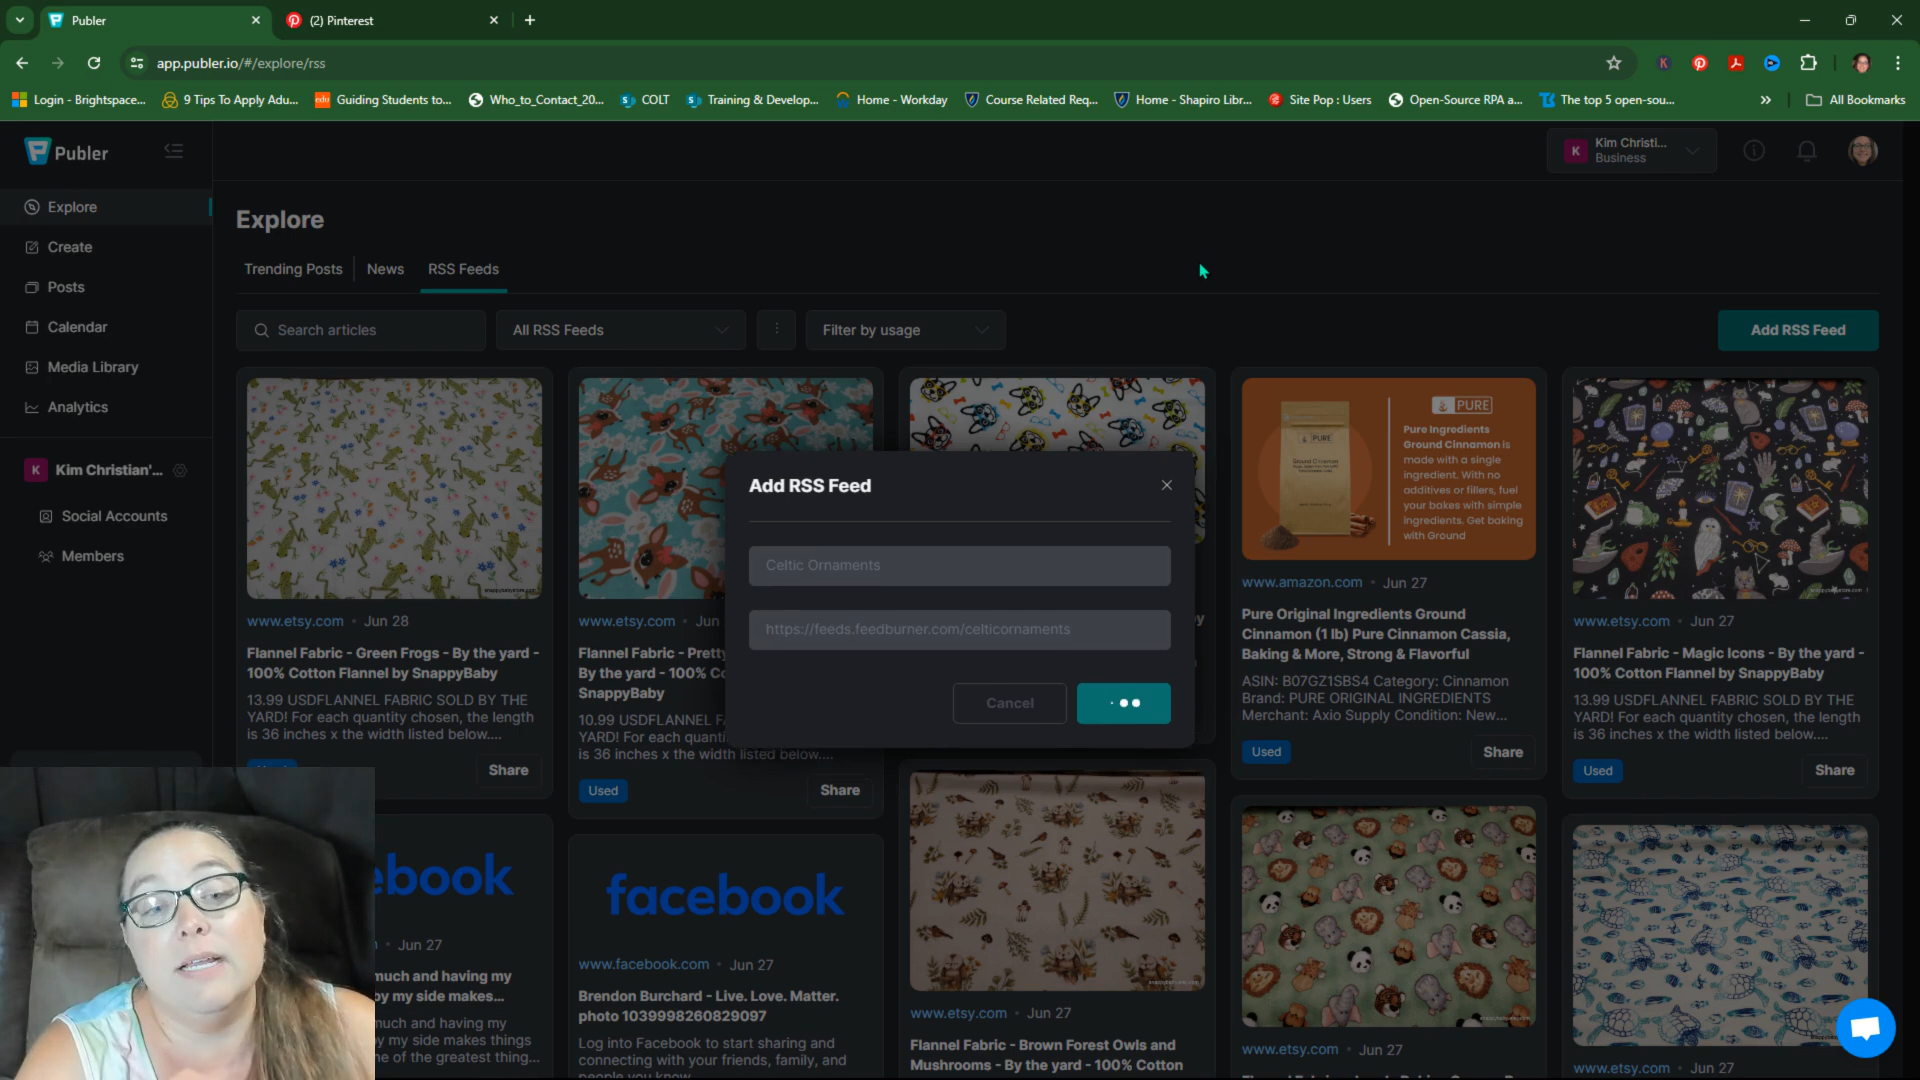 Publer
(2) Pinterest
app.publer.io/#/explore/rss
Login - Brightspace...
9 Tips To Apply Adu...
Guiding Students to...
Who_to_Contact_20...
COLT
Training & Develop...
Home - Workday
Course Related Req...
Home - Shapiro Libr...
Site Pop : Users
Open-Source RPA a...
The top 5 open-sou...
All Bookmarks
Publer
K
Kim Christi...
Business
Explore
Create
Posts
Calendar
Media Library
Analytics
K
Kim Christian'...
Social Accounts
Members
Explore
Trending Posts
News
RSS Feeds
Search articles
All RSS Feeds
Filter by usage
Add RSS Feed
www.etsy.com • Jun 28
Flannel Fabric - Green Frogs - By the yard -
100% Cotton Flannel by SnappyBaby
13.99 USDFLANNEL FABRIC SOLD BY THE
YARD! For each quantity chosen, the length
is 36 inches x the width listed below....
Share
www.etsy.com • Jun
Flannel Fabric - Pretty
By the yard - 100% Co
SnappyBaby
10.99 USDFLANNEL F
YARD! For each quanti
is 36 inches x the width listed below....
Used
Share
Add RSS Feed
Celtic Ornaments
https://feeds.feedburner.com/celticornaments
Cancel
PURE
Pure Ingredients
Ground Cinnamon is
made with a single
ingredient. With no
additives or fillers, fuel
your bakes with simple
ingredients. Get baking
with Ground
PURE
Ground Cinnamon
www.amazon.com • Jun 27
Pure Original Ingredients Ground
Cinnamon (1 lb) Pure Cinnamon Cassia,
Baking & More, Strong & Flavorful
ASIN: B07GZ1SBS4 Category: Cinnamon
Brand: PURE ORIGINAL INGREDIENTS
Merchant: Axio Supply Condition: New...
Used
Share
www.etsy.com • Jun 27
Flannel Fabric - Magic Icons - By the yard -
100% Cotton Flannel by SnappyBaby
13.99 USDFLANNEL FABRIC SOLD BY THE
YARD! For each quantity chosen, the length
is 36 inches x the width listed below....
Used
Share
ebook
• Jun 27
much and having my
by my side makes...
much and having my
by my side makes things
ne of the greatest thing...
facebook
www.facebook.com • Jun 27
Brendon Burchard - Live. Love. Matter.
photo 1039998260829097
Log into Facebook to start sharing and
connecting with your friends, family, and
people you know.
www.etsy.com • Jun 27
Flannel Fabric - Brown Forest Owls and
Mushrooms - By the yard - 100% Cotton
www.etsy.com • Jun 27
www.etsy.com • Jun 27